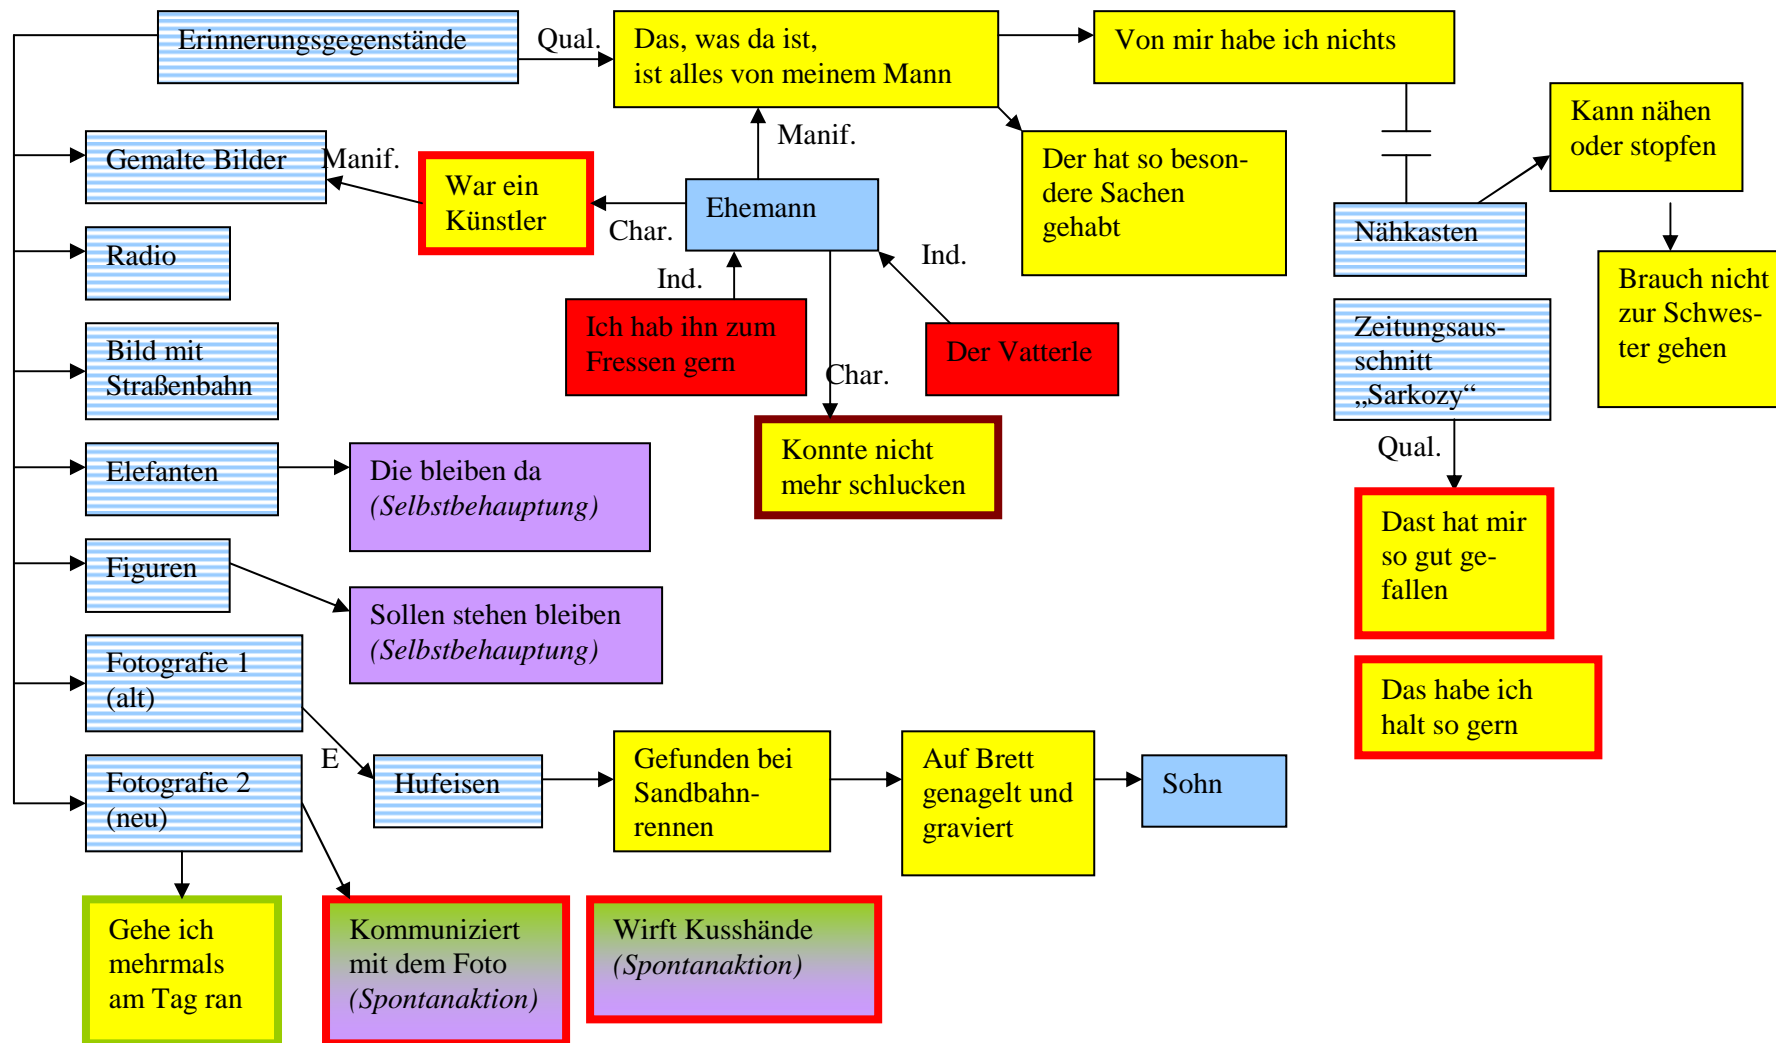 Erinnerungsgegenstände
Qual.
Das, was da ist,
ist alles von meinem Mann
Von mir habe ich nichts
Kann nähen
oder stopfen
Gemalte Bilder
Manif.
War ein
Künstler
Manif.
Ehemann
Char.
Der hat so beson-
dere Sachen
gehabt
Nähkasten
Radio
Ind.
Ind.
Brauch nicht
zur Schwes-
ter gehen
Ich hab ihn zum
Fressen gern
Der Vatterle
Zeitungsaus-
schnitt
„Sarkozy“
Bild mit
Straßenbahn
Char.
Qual.
Konnte nicht
mehr schlucken
Elefanten
Die bleiben da
(Selbstbehauptung)
Dast hat mir
so gut ge-
fallen
Figuren
Sollen stehen bleiben
(Selbstbehauptung)
Fotografie 1
(alt)
Das habe ich
halt so gern
E
Hufeisen
Gefunden bei
Sandbahn-
rennen
Auf Brett
genagelt und
graviert
Sohn
Fotografie 2
(neu)
Gehe ich
mehrmals
am Tag ran
Kommuniziert
mit dem Foto
(Spontanaktion)
Wirft Kusshände
(Spontanaktion)